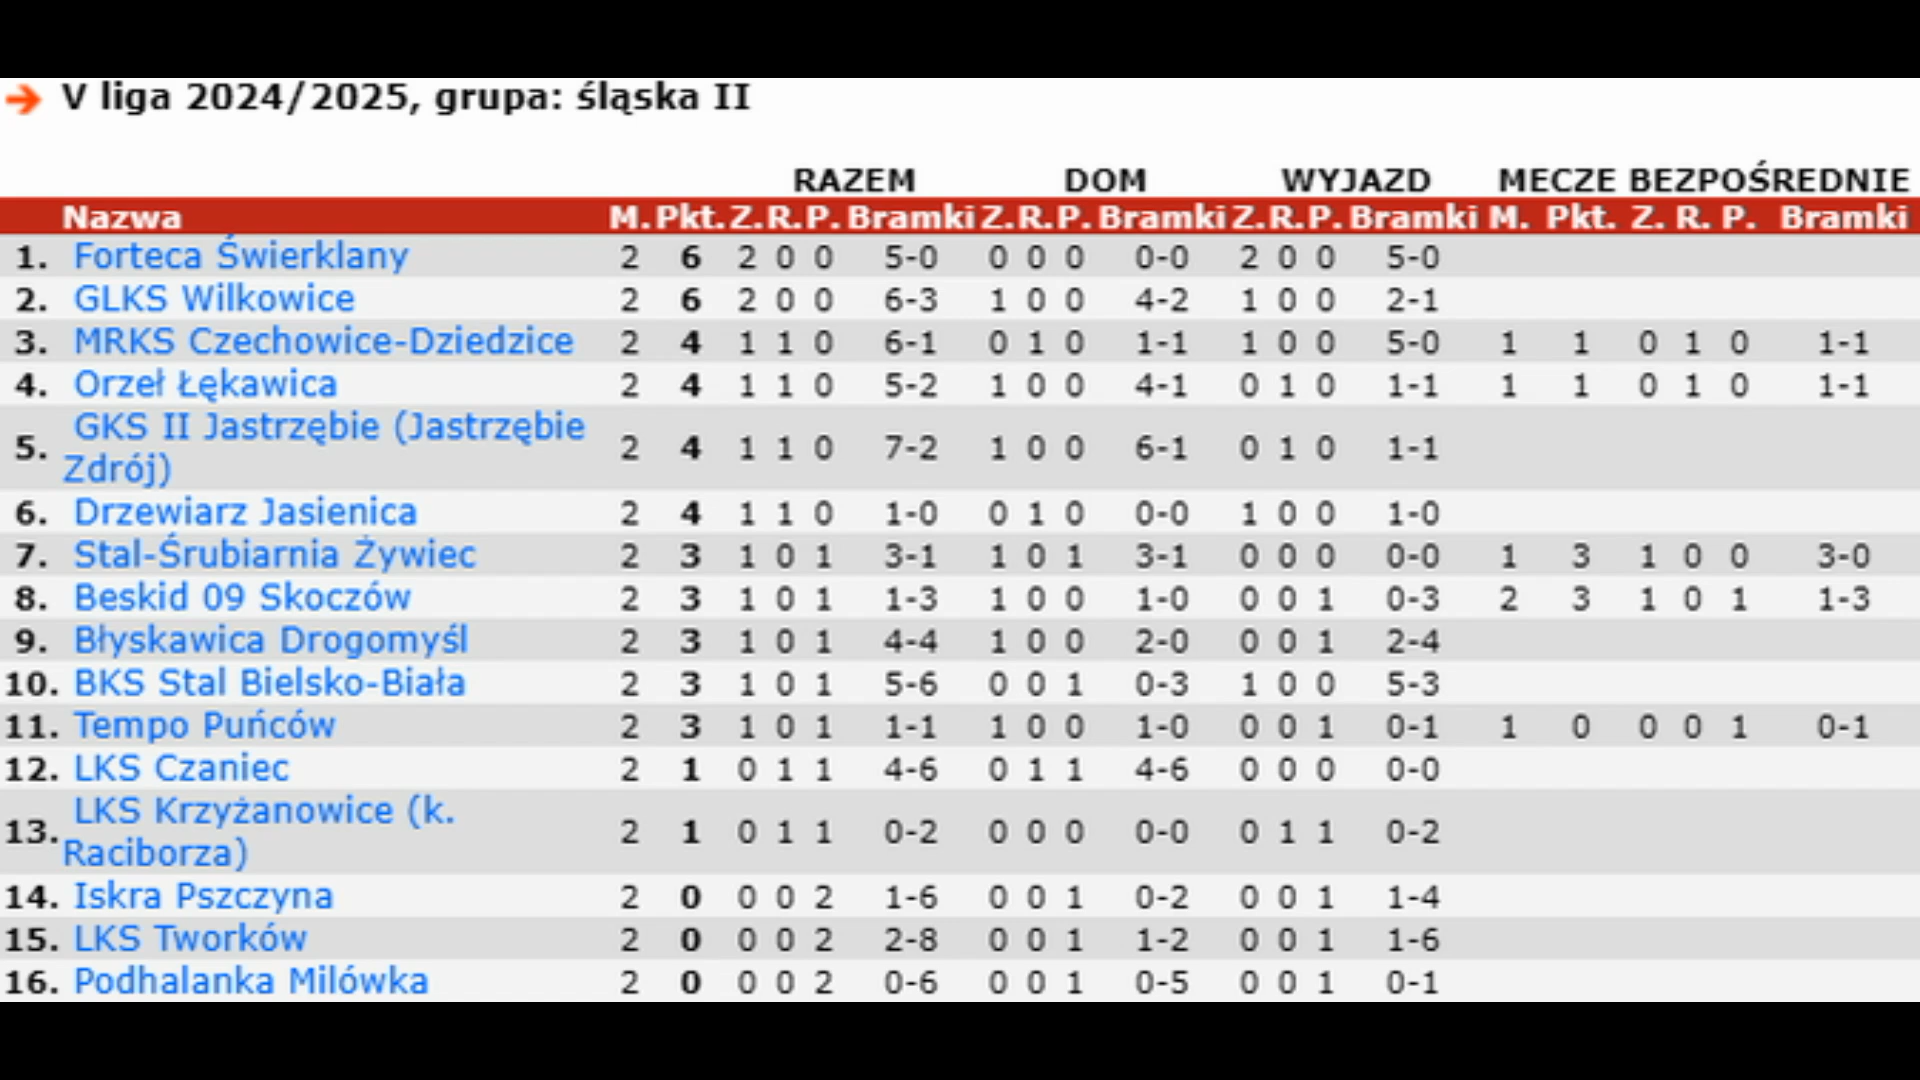 V liga 2024/2025, grupa: śląska II
RAZEM DOM WYJAZD MECZE BEZPOŚREDNIE
Nazwa M. Pkt. Z. R. P. Bramki Z. R. P. Bramki Z. R. P. Bramki M. Pkt. Z. R. P. Bramki
1. Forteca Świerklany 2 6 2 0 0 5-0 0 0 0 0-0 2 0 0 5-0
2. GLKS Wilkowice 2 6 2 0 0 6-3 1 0 0 4-2 1 0 0 2-1
3. MRKS Czechowice-Dziedzice 2 4 1 1 0 6-1 0 1 0 1-1 1 0 0 5-0 1 1 0 1 0 1-1
4. Orzeł Łękawica 2 4 1 1 0 5-2 1 0 0 4-1 0 1 0 1-1 1 1 0 1 0 1-1
GKS II Jastrzębie (Jastrzębie
5. Zdrój) 2 4 1 1 0 7-2 1 0 0 6-1 0 1 0 1-1
6. Drzewiarz Jasienica 2 4 1 1 0 1-0 0 1 0 0-0 1 0 0 1-0
7. Stal-Śrubiarnia Żywiec 2 3 1 0 1 3-1 1 0 1 3-1 0 0 0 0-0 1 3 1 0 0 3-0
8. Beskid 09 Skoczów 2 3 1 0 1 1-3 1 0 0 1-0 0 0 1 0-3 2 3 1 0 1 1-3
9. Błyskawica Drogomyśl 2 3 1 0 1 4-4 1 0 0 2-0 0 0 1 2-4
10. BKS Stal Bielsko-Biała 2 3 1 0 1 5-6 0 0 1 0-3 1 0 0 5-3
11. Tempo Puńców 2 3 1 0 1 1-1 1 0 0 1-0 0 0 1 0-1 1 0 0 0 1 0-1
12. LKS Czaniec 2 1 0 1 1 4-6 0 1 1 4-6 0 0 0 0-0
LKS Krzyżanowice (k.
13. Raciborza) 2 1 0 1 1 0-2 0 0 0 0-0 0 1 1 0-2
14. Iskra Pszczyna 2 0 0 0 2 1-6 0 0 1 0-2 0 0 1 1-4
15. LKS Tworków 2 0 0 0 2 2-8 0 0 1 1-2 0 0 1 1-6
16. Podhalanka Milówka 2 0 0 0 2 0-6 0 0 1 0-5 0 0 1 0-1